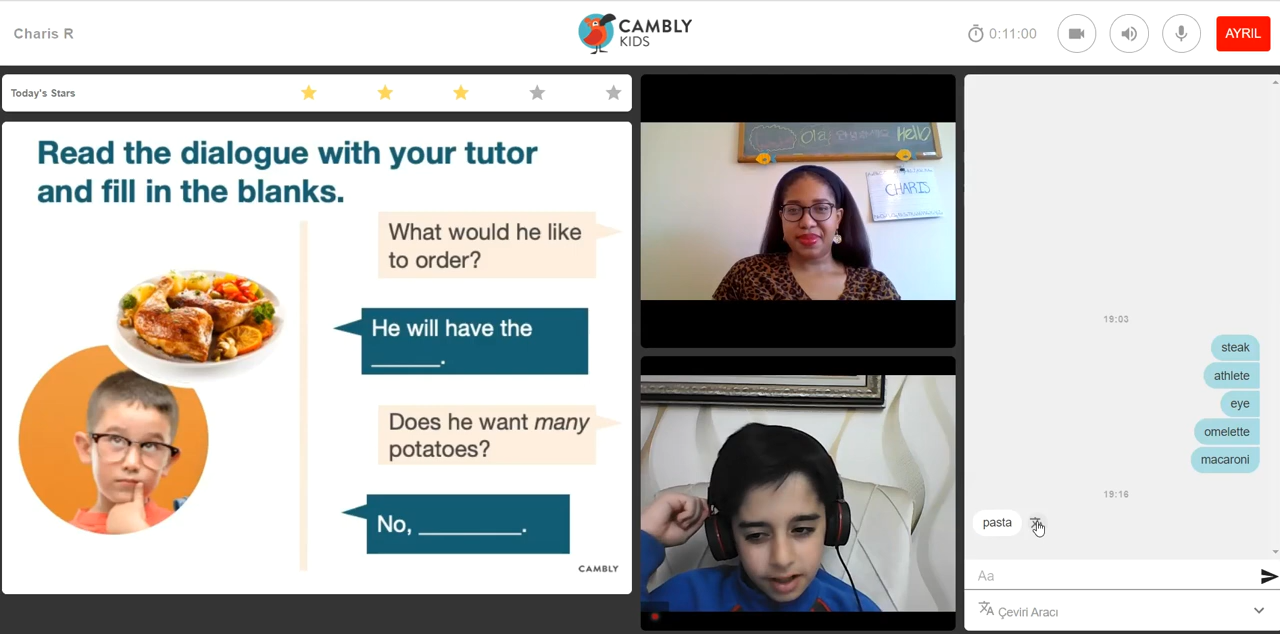 Charis R
CAMBLY
KIDS
0:11:00
AYRIL
Today's Stars
Read the dialogue with your tutor
and fill in the blanks.
What would he like
to order?
He will have the
______.
Does he want many
potatoes?
No, _________.
CAMBLY
Hello
CHARIS
19:03
steak
athlete
eye
omelette
macaroni
19:16
pasta
Aa
Çeviri Aracı